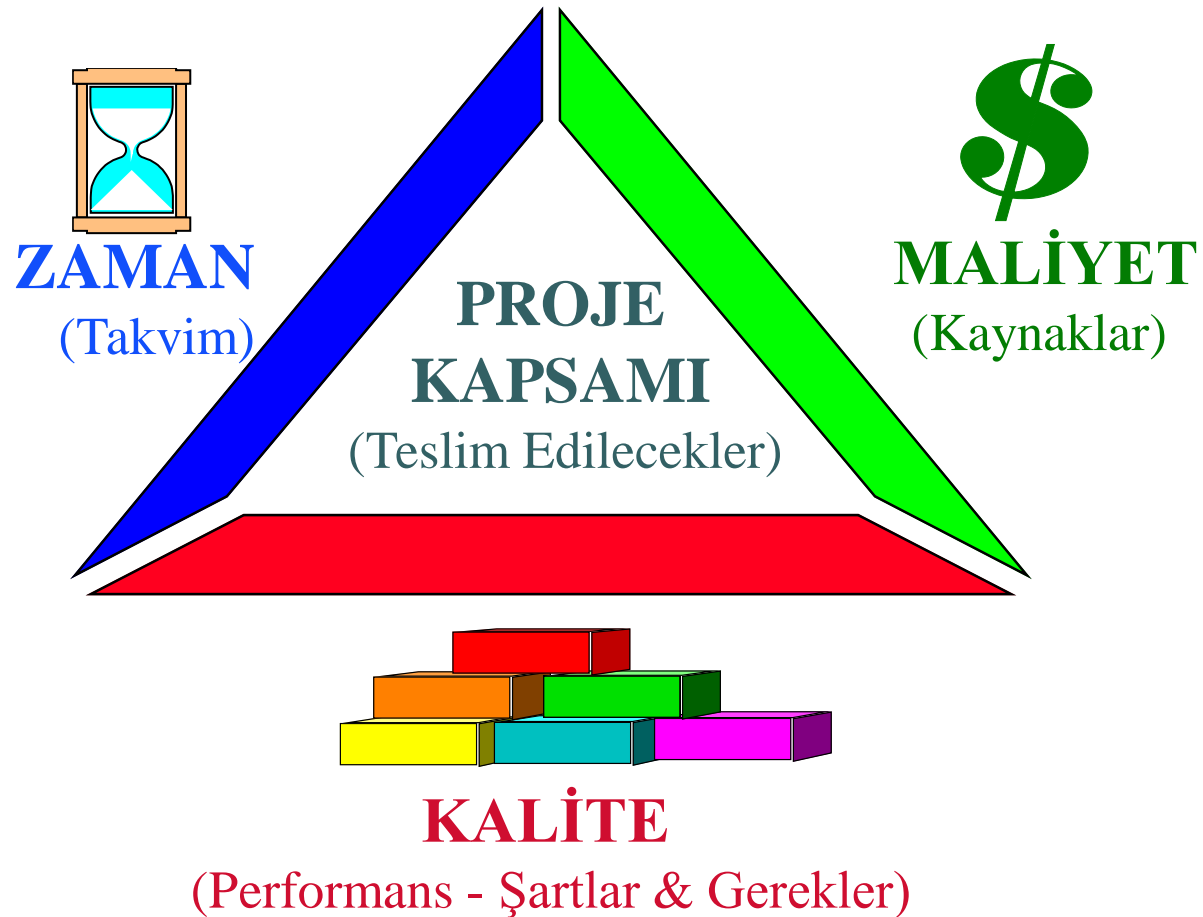 ZAMAN
(Takvim)
MALİYET
(Kaynaklar)
PROJE
KAPSAMI
(Teslim Edilecekler)
KALİTE
(Performans - Şartlar & Gerekler)